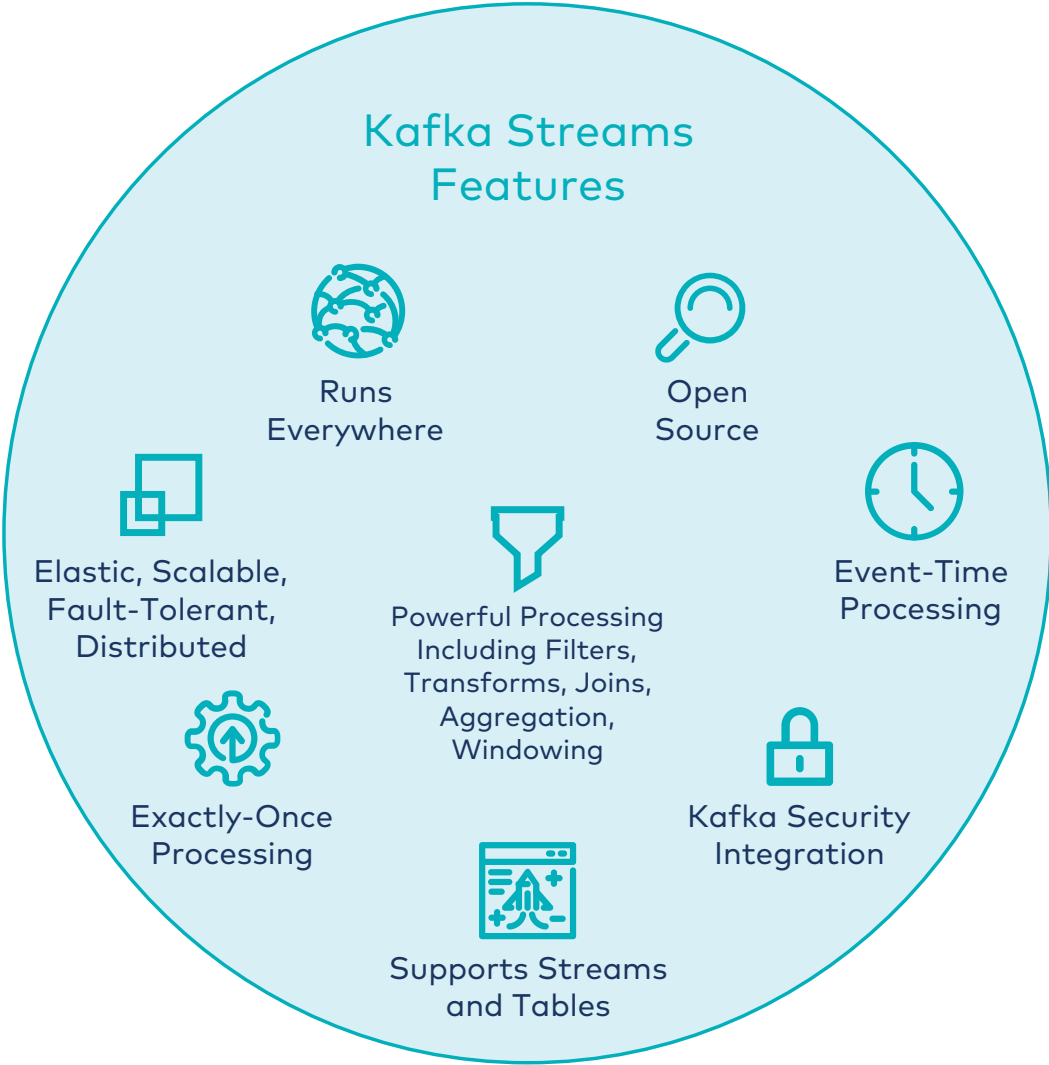 Kafka Streams
Features
Runs
Everywhere
Open
Source
Elastic, Scalable,
Fault-Tolerant,
Distributed
Powerful Processing
Including Filters,
Transforms, Joins,
Aggregation,
Windowing
Event-Time
Processing
Exactly-Once
Processing
Kafka Security
Integration
Supports Streams
and Tables